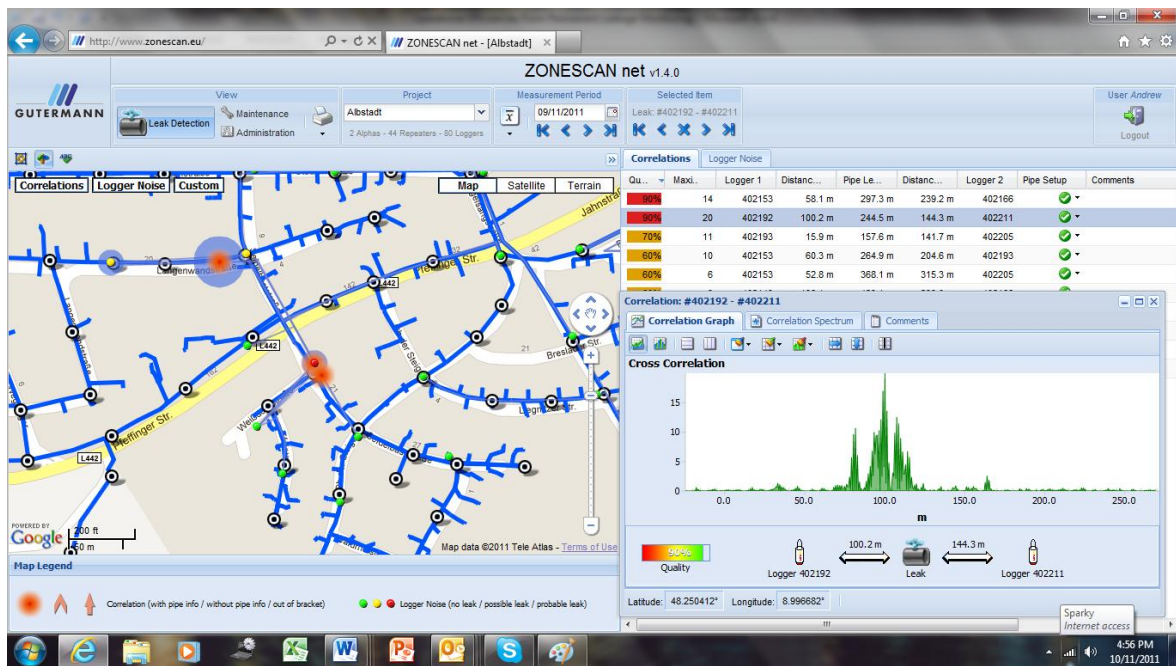 http://www.zonescan.eu/
ZONESCAN net - [Albstadt]
ZONESCAN net v1.4.0
GUTERMANN
View
Leak Detection
Maintenance
Administration
Project
Albstadt
2 Alphas - 44 Repeaters - 80 Loggers
Measurement Period
09/11/2011
Selected Item
Leak: #402192 - #402211
User Andrew
Logout
Correlations Logger Noise Custom
Map Satellite Terrain
Jahnstra
Langenwandstraße
Pfeffinger Str.
L442
L442
Pfeffinger Str.
L442
Liegnitzer Str.
POWERED BY
Google
200 ft
50 m
Map data ©2011 Tele Atlas - Terms of Use
Map Legend
Correlation (with pipe info / without pipe info / out of bracket)
Logger Noise (no leak / possible leak / probable leak)
Correlations Logger Noise
Qu... Maxi.. Logger 1 Distanc... Pipe Le... Distanc... Logger 2 Pipe Setup Comments
90% 14 402153 58.1 m 297.3 m 239.2 m 402166
90% 20 402192 100.2 m 244.5 m 144.3 m 402211
70% 11 402193 15.9 m 157.6 m 141.7 m 402205
60% 10 402153 60.3 m 264.9 m 204.6 m 402193
60% 6 402153 52.8 m 368.1 m 315.3 m 402205
Correlation: #402192 - #402211
Correlation Graph Correlation Spectrum Comments
Cross Correlation
15
10
5
0
0.0 50.0 100.0 150.0 200.0 250.0
m
90%
Quality
100.2 m
144.3 m
Logger 402192
Leak
Logger 402211
Latitude: 48.250412° Longitude: 8.996682°
Sparky
Internet access
4:56 PM
10/11/2011